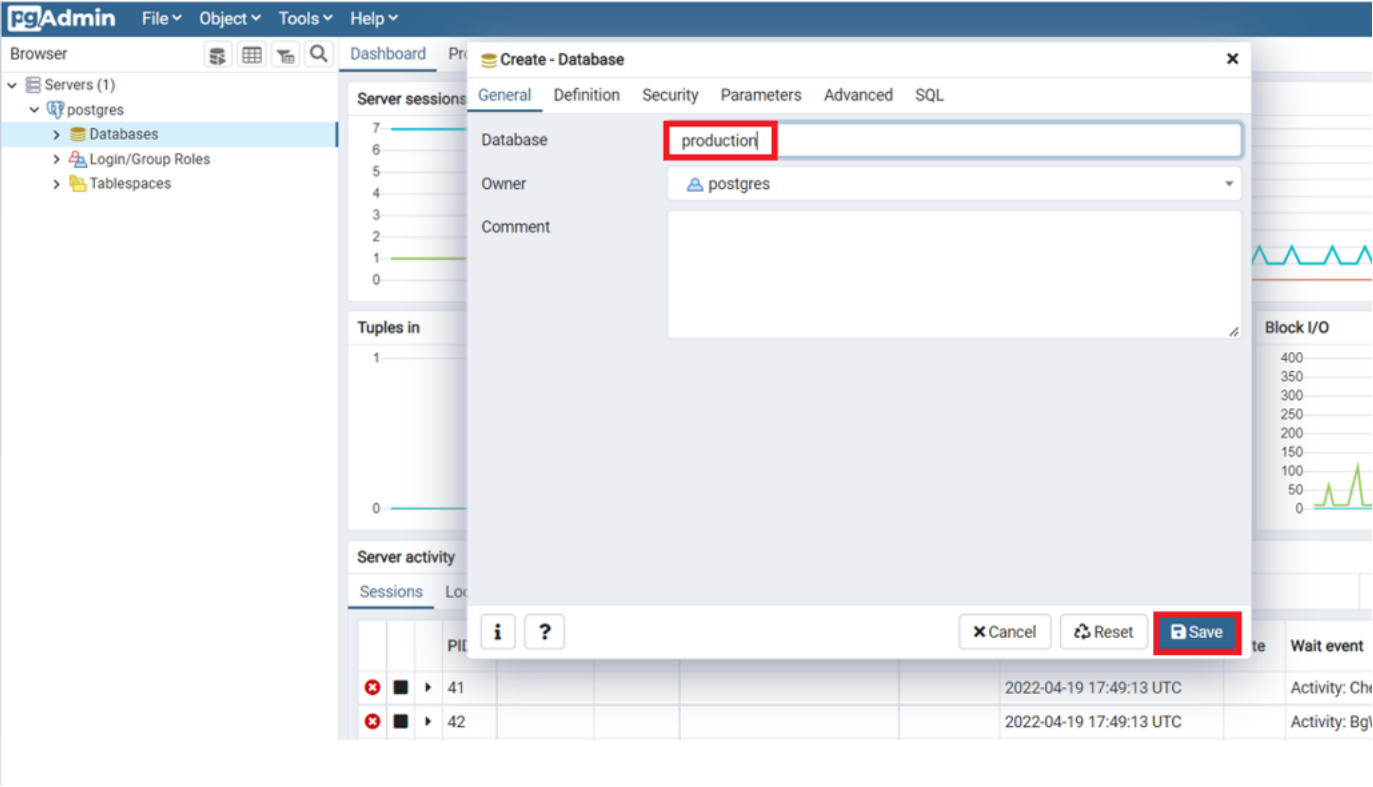 pgAdmin File Object Tools Help
Browser
Servers (1)
postgres
Databases
Login/Group Roles
Tablespaces
Dashboard
Server sessions
7
6
5
4
3
2
1
0
Tuples in
1
0
Create - Database
General Definition Security Parameters Advanced SQL
Database production
Owner postgres
Comment
i ? Cancel Reset Save
Block I/O
400
350
300
250
200
150
100
50
0
Server activity
Sessions
Wait event
41 2022-04-19 17:49:13 UTC Activity:
42 2022-04-19 17:49:13 UTC Activity: